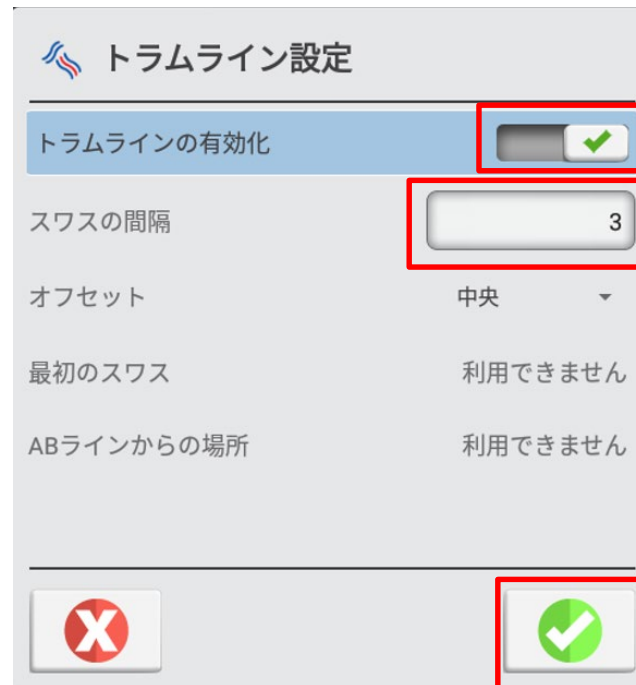 トラムライン設定
トラムラインの有効化
スワスの間隔 3
オフセット 中央
最初のスワス 利用できません
ABラインからの場所 利用できません